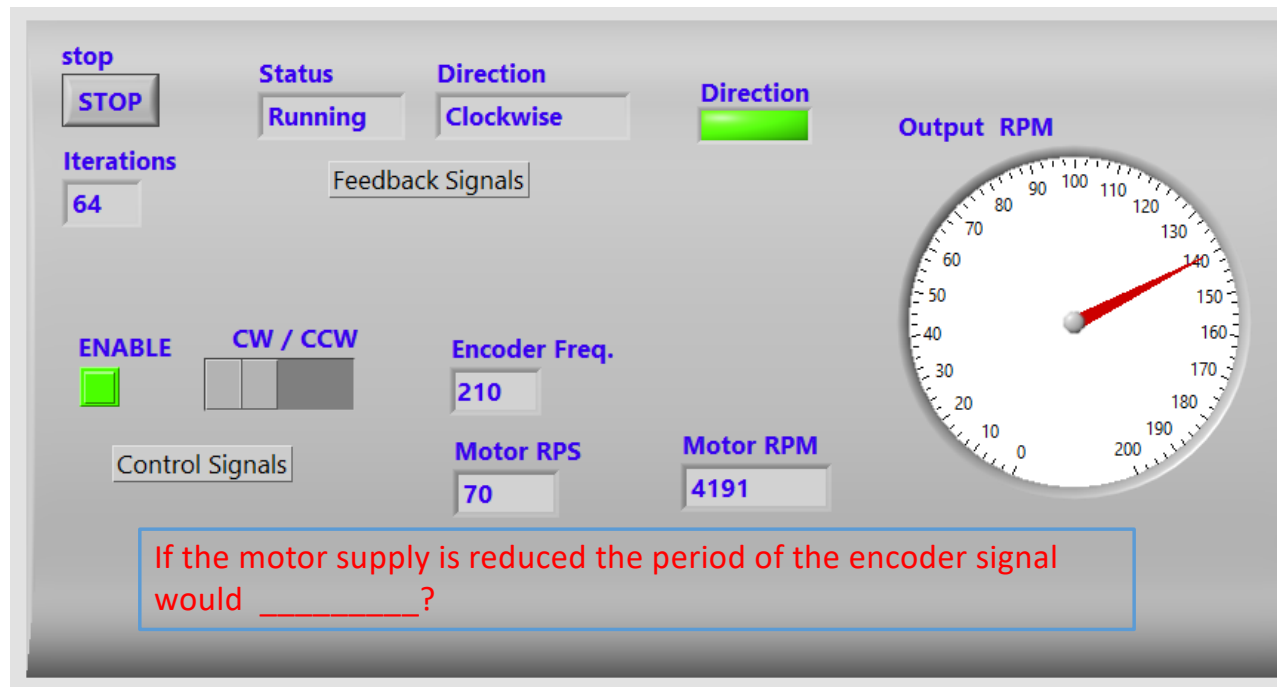 stop
STOP
Status
Running
Direction
Clockwise
Direction
Output RPM
Iterations
64
Feedback Signals
0
10
20
30
40
50
60
70
80
90
100
110
120
130
140
150
160
170
180
190
200
ENABLE
CW / CCW
Encoder Freq.
210
Control Signals
Motor RPS
70
Motor RPM
4191
If the motor supply is reduced the period of the encoder signal
would _________?